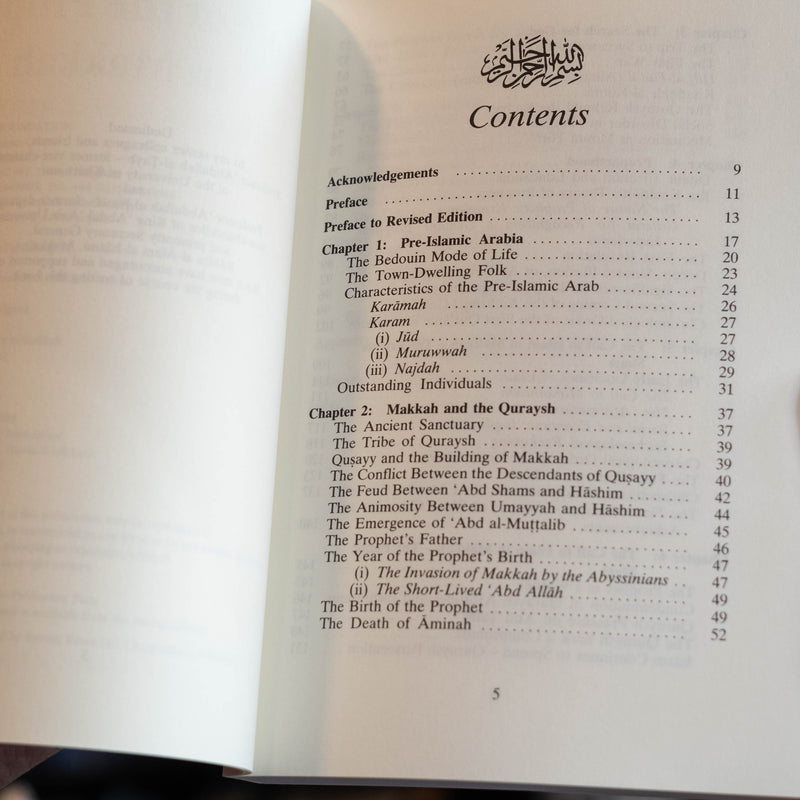 بسم الله الرحمن الرحيم
Contents
Acknowledgements . . . . . . . . . . . . . . . . . . . . . . . . . . . . . . 9
Preface . . . . . . . . . . . . . . . . . . . . . . . . . . . . . . . . . . . . . . 11
Preface to Revised Edition . . . . . . . . . . . . . . . . . . . . . . . . . 13
Chapter 1: Pre-Islamic Arabia . . . . . . . . . . . . . . . . . . . . 17
The Bedouin Mode of Life . . . . . . . . . . . . . . . . . . . . . 20
The Town-Dwelling Folk . . . . . . . . . . . . . . . . . . . . . . 23
Characteristics of the Pre-Islamic Arab . . . . . . . . . . . 24
Karāmah . . . . . . . . . . . . . . . . . . . . . . . . . . . . . . 26
Karam . . . . . . . . . . . . . . . . . . . . . . . . . . . . . . . . 27
(i) Jūd . . . . . . . . . . . . . . . . . . . . . . . . . . . . . . . 27
(ii) Muruwwah . . . . . . . . . . . . . . . . . . . . . . . . . . 28
(iii) Najdah . . . . . . . . . . . . . . . . . . . . . . . . . . . . 29
Outstanding Individuals . . . . . . . . . . . . . . . . . . . . . . 31
Chapter 2: Makkah and the Quraysh . . . . . . . . . . . . . . . 37
The Ancient Sanctuary . . . . . . . . . . . . . . . . . . . . . . . 37
The Tribe of Quraysh . . . . . . . . . . . . . . . . . . . . . . . . 39
Quṣayy and the Building of Makkah . . . . . . . . . . . . . 39
The Conflict Between the Descendants of Quṣayy . . . . 40
The Feud Between ‘Abd Shams and Hāshim . . . . . . . . 42
The Animosity Between Umayyah and Hāshim . . . . . 44
The Emergence of ‘Abd al-Muṭṭalib . . . . . . . . . . . . . 45
The Prophet's Father . . . . . . . . . . . . . . . . . . . . . . . . 46
The Year of the Prophet's Birth . . . . . . . . . . . . . . . . . 47
(i) The Invasion of Makkah by the Abyssinians . . 47
(ii) The Short-Lived ‘Abd Allāh . . . . . . . . . . . . . . 49
The Birth of the Prophet . . . . . . . . . . . . . . . . . . . . . . 49
The Death of Āminah . . . . . . . . . . . . . . . . . . . . . . . . 52
5